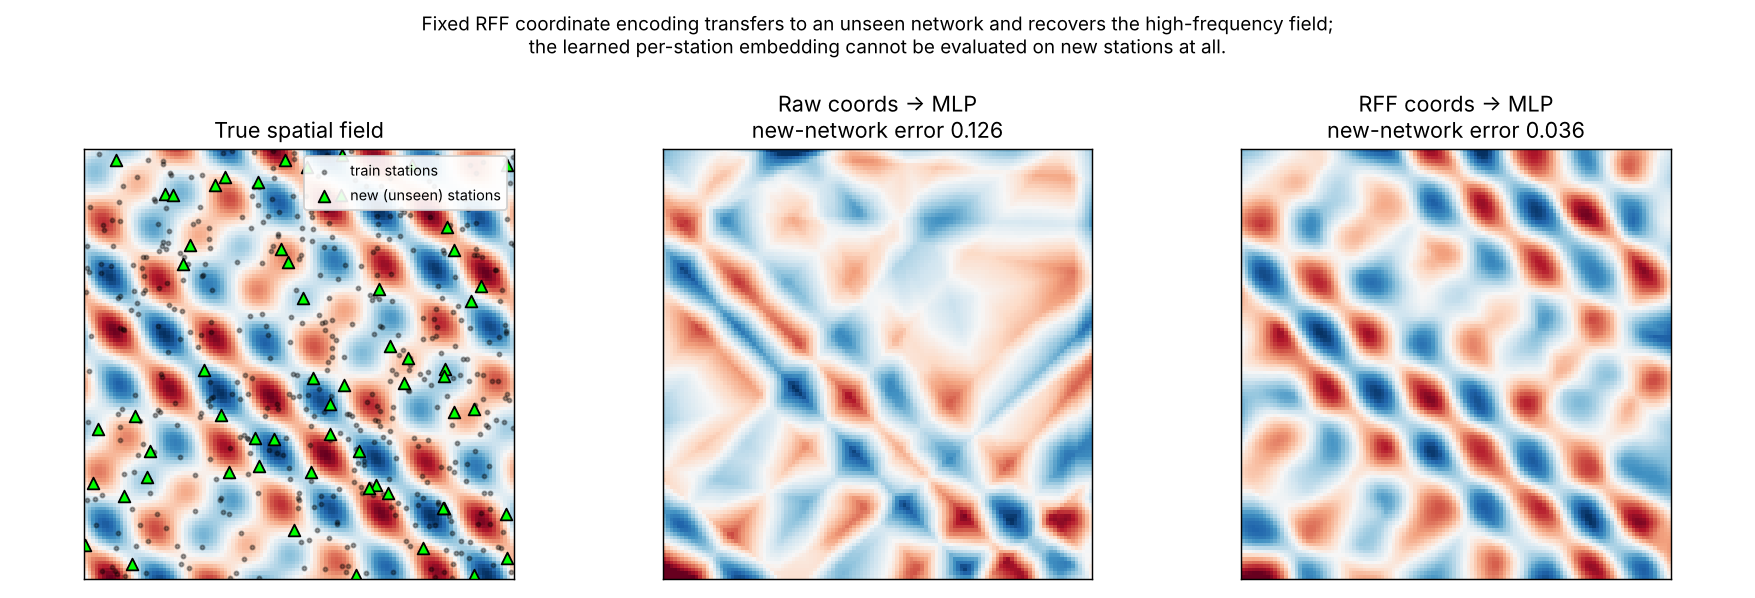 Fixed RFF coordinate encoding transfers to an unseen network and recovers the high-frequency field;
the learned per-station embedding cannot be evaluated on new stations at all.
True spatial field
train stations
new (unseen) stations
Raw coords → MLP
new-network error 0.126
RFF coords → MLP
new-network error 0.036